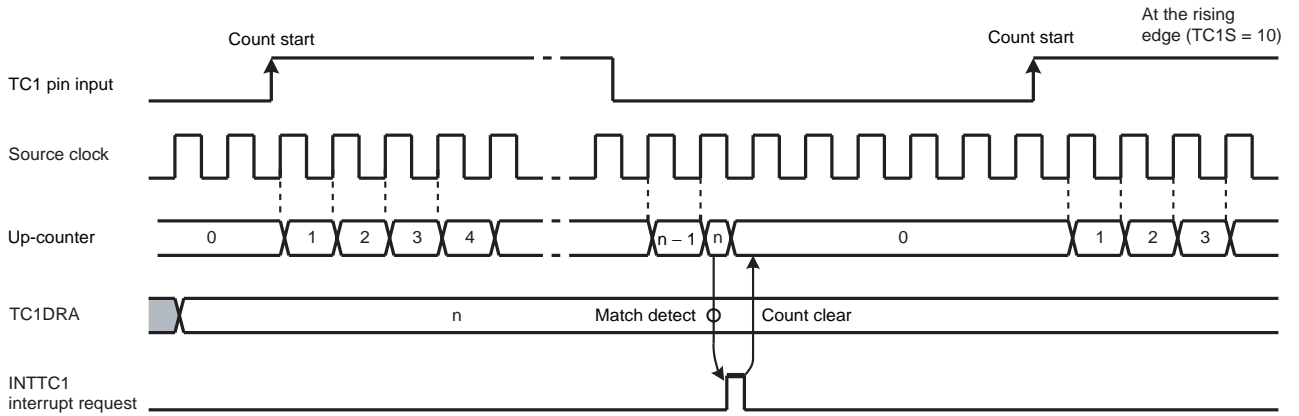 At the rising
edge (TC1S = 10)
Count start
Count start
TC1 pin input
Source clock
Up-counter
0
1
2
3
4
n – 1
n
0
1
2
3
TC1DRA
n
Match detect
Count clear
INTTC1
interrupt request